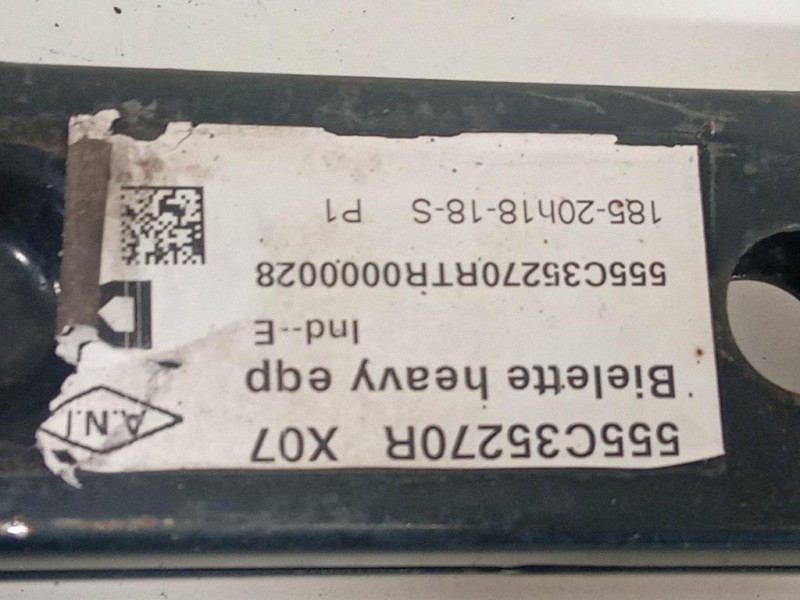 555C35270R X07
Bielette heavy eqp
Ind--E
555C35270RTR0000028
185-20h18-18-S P1
A.N.I